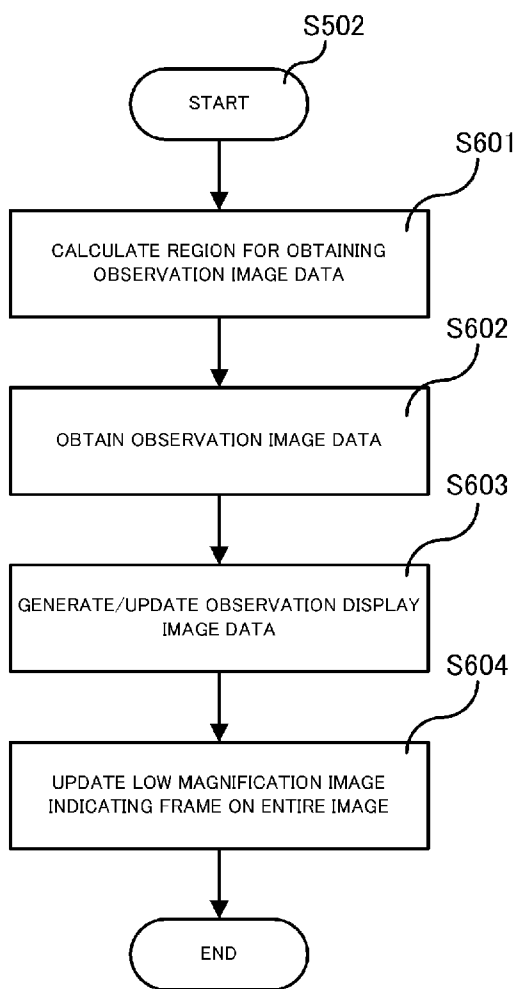 S502
START
S601
CALCULATE REGION FOR OBTAINING
OBSERVATION IMAGE DATA
S602
OBTAIN OBSERVATION IMAGE DATA
S603
GENERATE/UPDATE OBSERVATION DISPLAY
IMAGE DATA
S604
UPDATE LOW MAGNIFICATION IMAGE
INDICATING FRAME ON ENTIRE IMAGE
END